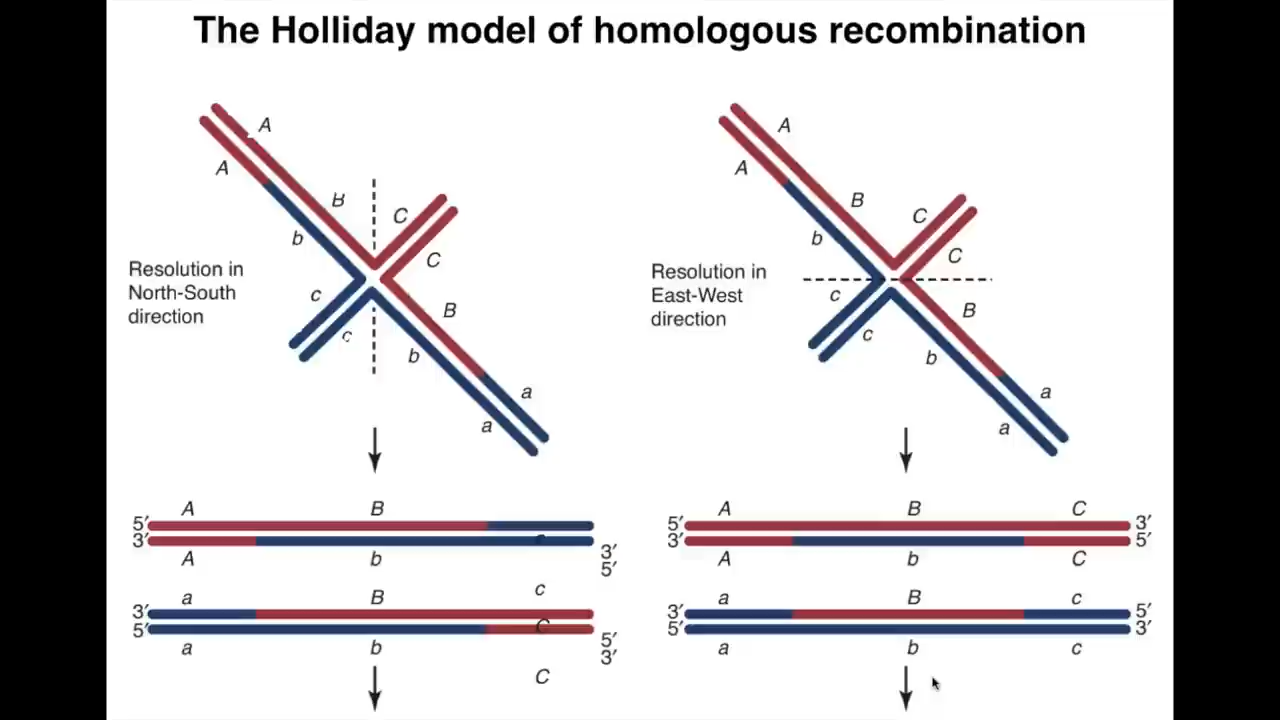 The Holliday model of homologous recombination
A
A
A
A
B
B
C
C
b
b
C
C
Resolution in
North-South
direction
Resolution in
East-West
direction
c
B
c
B
c
b
c
b
a
a
a
a
A B
A B C
5′
5′ 3′
3′
3′ 5′
A b c
3′
5′
A b C
a B c
a B c
3′
3′ 5′
5′ C
5′ 3′
5′
3′
a b
a b c
C